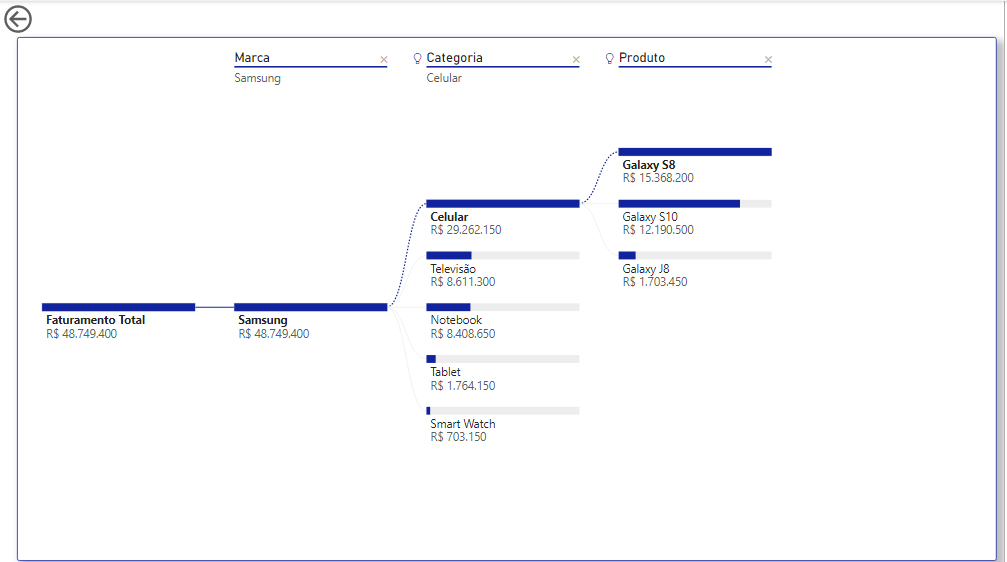 Marca
Samsung
Categoria
Celular
Produto
Faturamento Total
R$ 48.749.400
Samsung
R$ 48.749.400
Celular
R$ 29.262.150
Televisão
R$ 8.611.300
Notebook
R$ 8.408.650
Tablet
R$ 1.764.150
Smart Watch
R$ 703.150
Galaxy S8
R$ 15.368.200
Galaxy S10
R$ 12.190.500
Galaxy J8
R$ 1.703.450